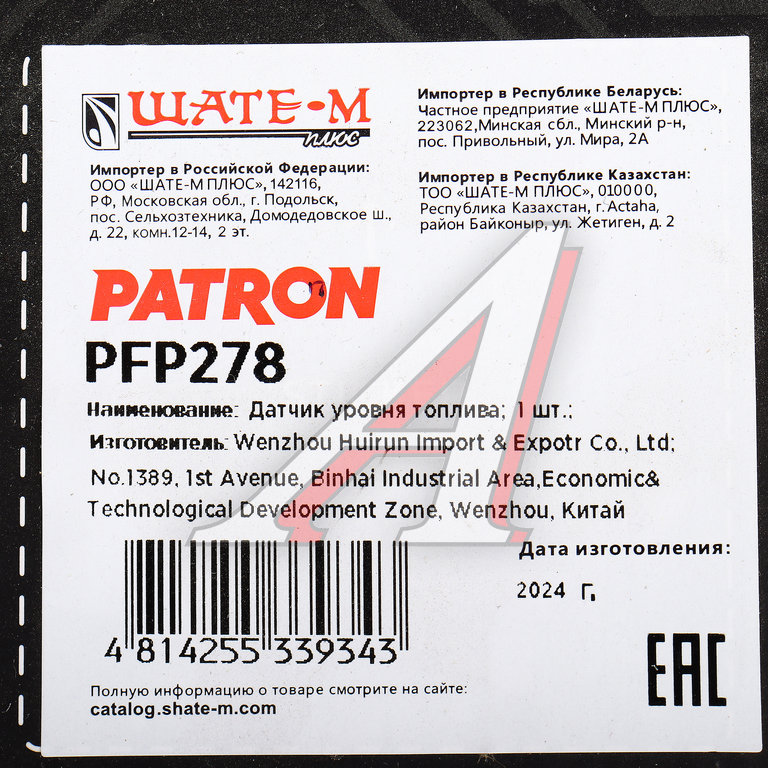 ШАТЕ-М
плюс
Импортер в Российской Федерации:
ООО «ШАТЕ-М ПЛЮС», 142116,
РФ, Московская обл., г. Подольск,
пос. Сельхозтехника, Домодедовское ш.,
д. 22, комн.12-14, 2 эт.
Импортер в Республике Беларусь:
Частное предприятие «ШАТЕ-М ПЛЮС»,
223062,Минская сбл., Минский р-н,
пос. Привольный, ул. Мира, 2А
Импортер в Республике Казахстан:
ТОО «ШАТЕ-М ПЛЮС», 010000,
Республика Казахстан, г.Actaна,
район Байконыр, ул. Жетиген, д. 2
PATRON
PFP278
Наименование: Датчик уровня топлива; 1 шт.;
Изготовитель: Wenzhou Huirun Import & Expotr Co., Ltd;
No.1389, 1st Avenue, Binhai Industrial Area,Economic&
Technological Development Zone, Wenzhou, Китай
Дата изготовления:
2024 г.
4 814255 339343
EAC
Полную информацию о товаре смотрите на сайте:
catalog.shate-m.com